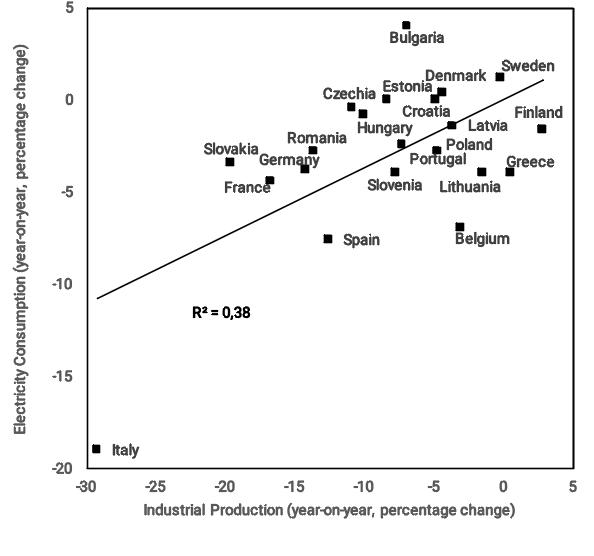 Electricity Consumption (year-on-year, percentage change)
5
0
-5
-10
-15
-20
Bulgaria
Sweden
Denmark
Estonia
Czechia
Croatia
Finland
Hungary
Latvia
Romania
Poland
Slovakia
Germany
Portugal
Greece
France
Slovenia
Lithuania
Spain
Belgium
R² = 0,38
Italy
-30
-25
-20
-15
-10
-5
0
5
Industrial Production (year-on-year, percentage change)